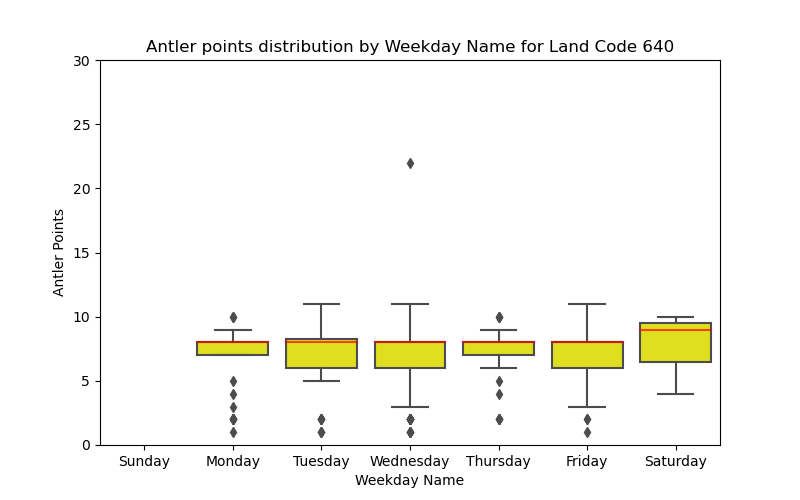 Antler points distribution by Weekday Name for Land Code 640
30
25
20
15
10
5
0
Antler Points
Sunday Monday Tuesday Wednesday Thursday Friday Saturday
Weekday Name